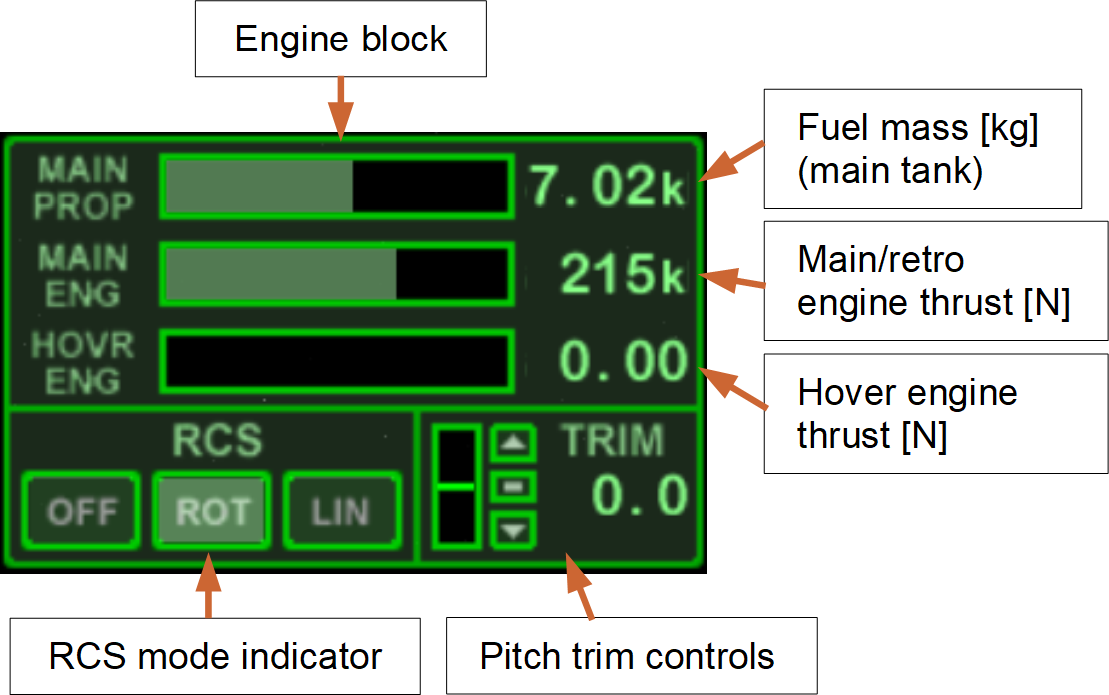 Engine block
Fuel mass [kg]
(main tank)
MAIN
PROP
7.02k
MAIN
ENG
215k
Main/retro
engine thrust [N]
HOVR
ENG
0.00
Hover engine
thrust [N]
RCS
OFF ROT LIN
TRIM
0.0
RCS mode indicator
Pitch trim controls